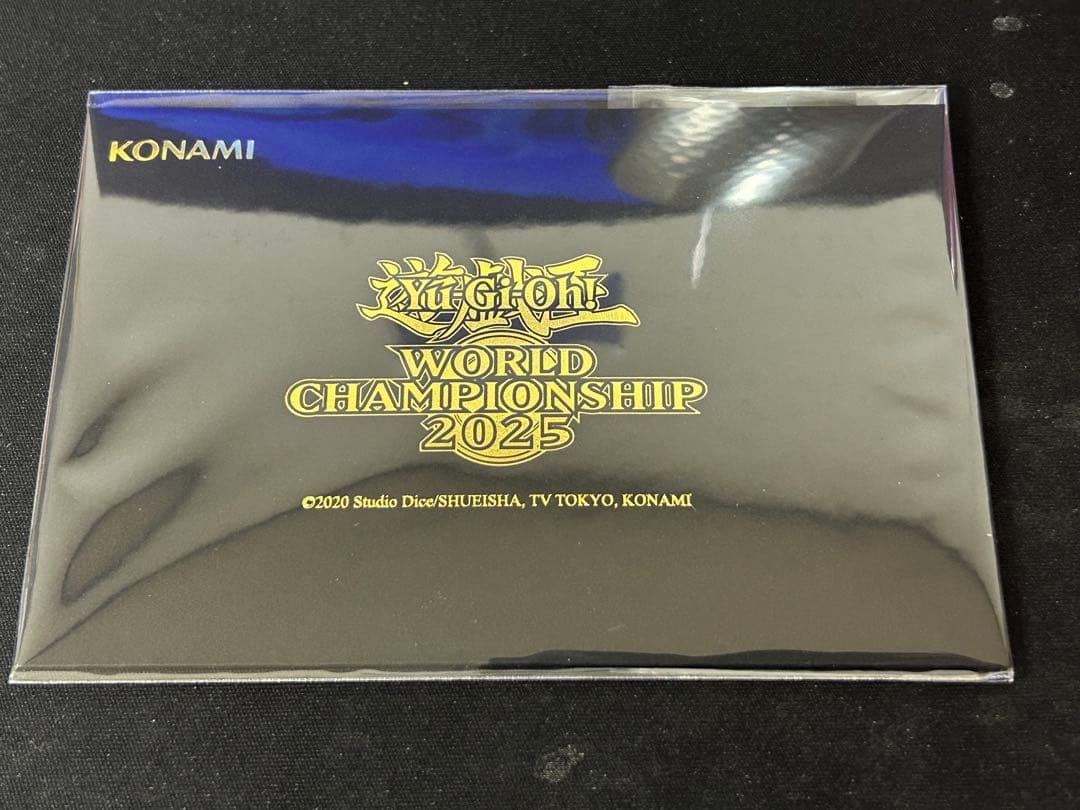 KONAMI
遊戯王
Yu-Gi-Oh!
WORLD
CHAMPIONSHIP
2025
©2020 Studio Dice/SHUEISHA, TV TOKYO, KONAMI